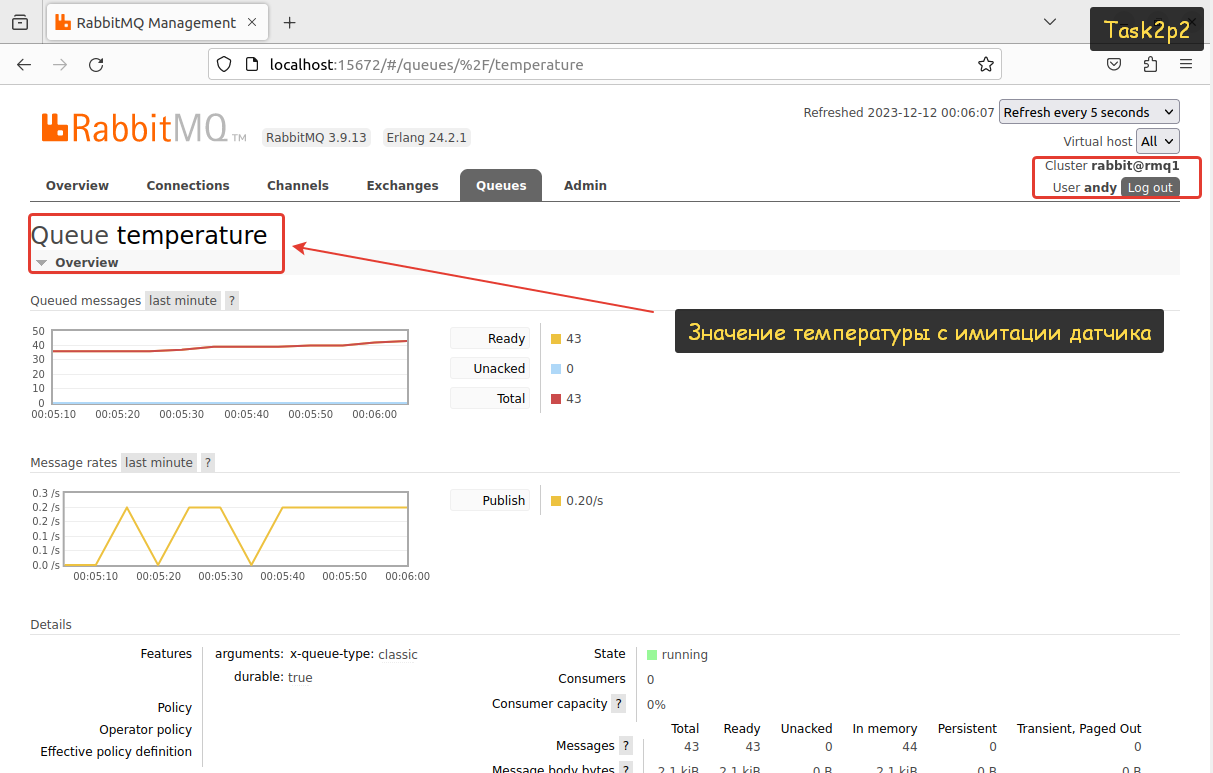 RabbitMQ Management
Task2p2
localhost:15672/#/queues/%2F/temperature
RabbitMQ TM
RabbitMQ 3.9.13
Erlang 24.2.1
Refreshed 2023-12-12 00:06:07
Refresh every 5 seconds
Virtual host All
Cluster rabbit@rmq1
User andy Log out
Overview Connections Channels Exchanges Queues Admin
Queue temperature
Overview
Значение температуры с имитации датчика
Queued messages last minute ?
50
40
30
20
10
0
00:05:10 00:05:20 00:05:30 00:05:40 00:05:50 00:06:00
Ready 43
Unacked 0
Total 43
Message rates last minute ?
0.3 /s
0.2 /s
0.2 /s
0.1 /s
0.1 /s
0.0 /s
00:05:10 00:05:20 00:05:30 00:05:40 00:05:50 00:06:00
Publish 0.20/s
Details
Features arguments: x-queue-type: classic
durable: true
Policy
Operator policy
Effective policy definition
State running
Consumers 0
Consumer capacity ? 0%
Total Ready Unacked In memory Persistent Transient, Paged Out
Messages ? 43 43 0 44 0 0
Message body bytes ? 2.1 kiB 2.1 kiB 0 B 2.1 kiB 0 B 0 B